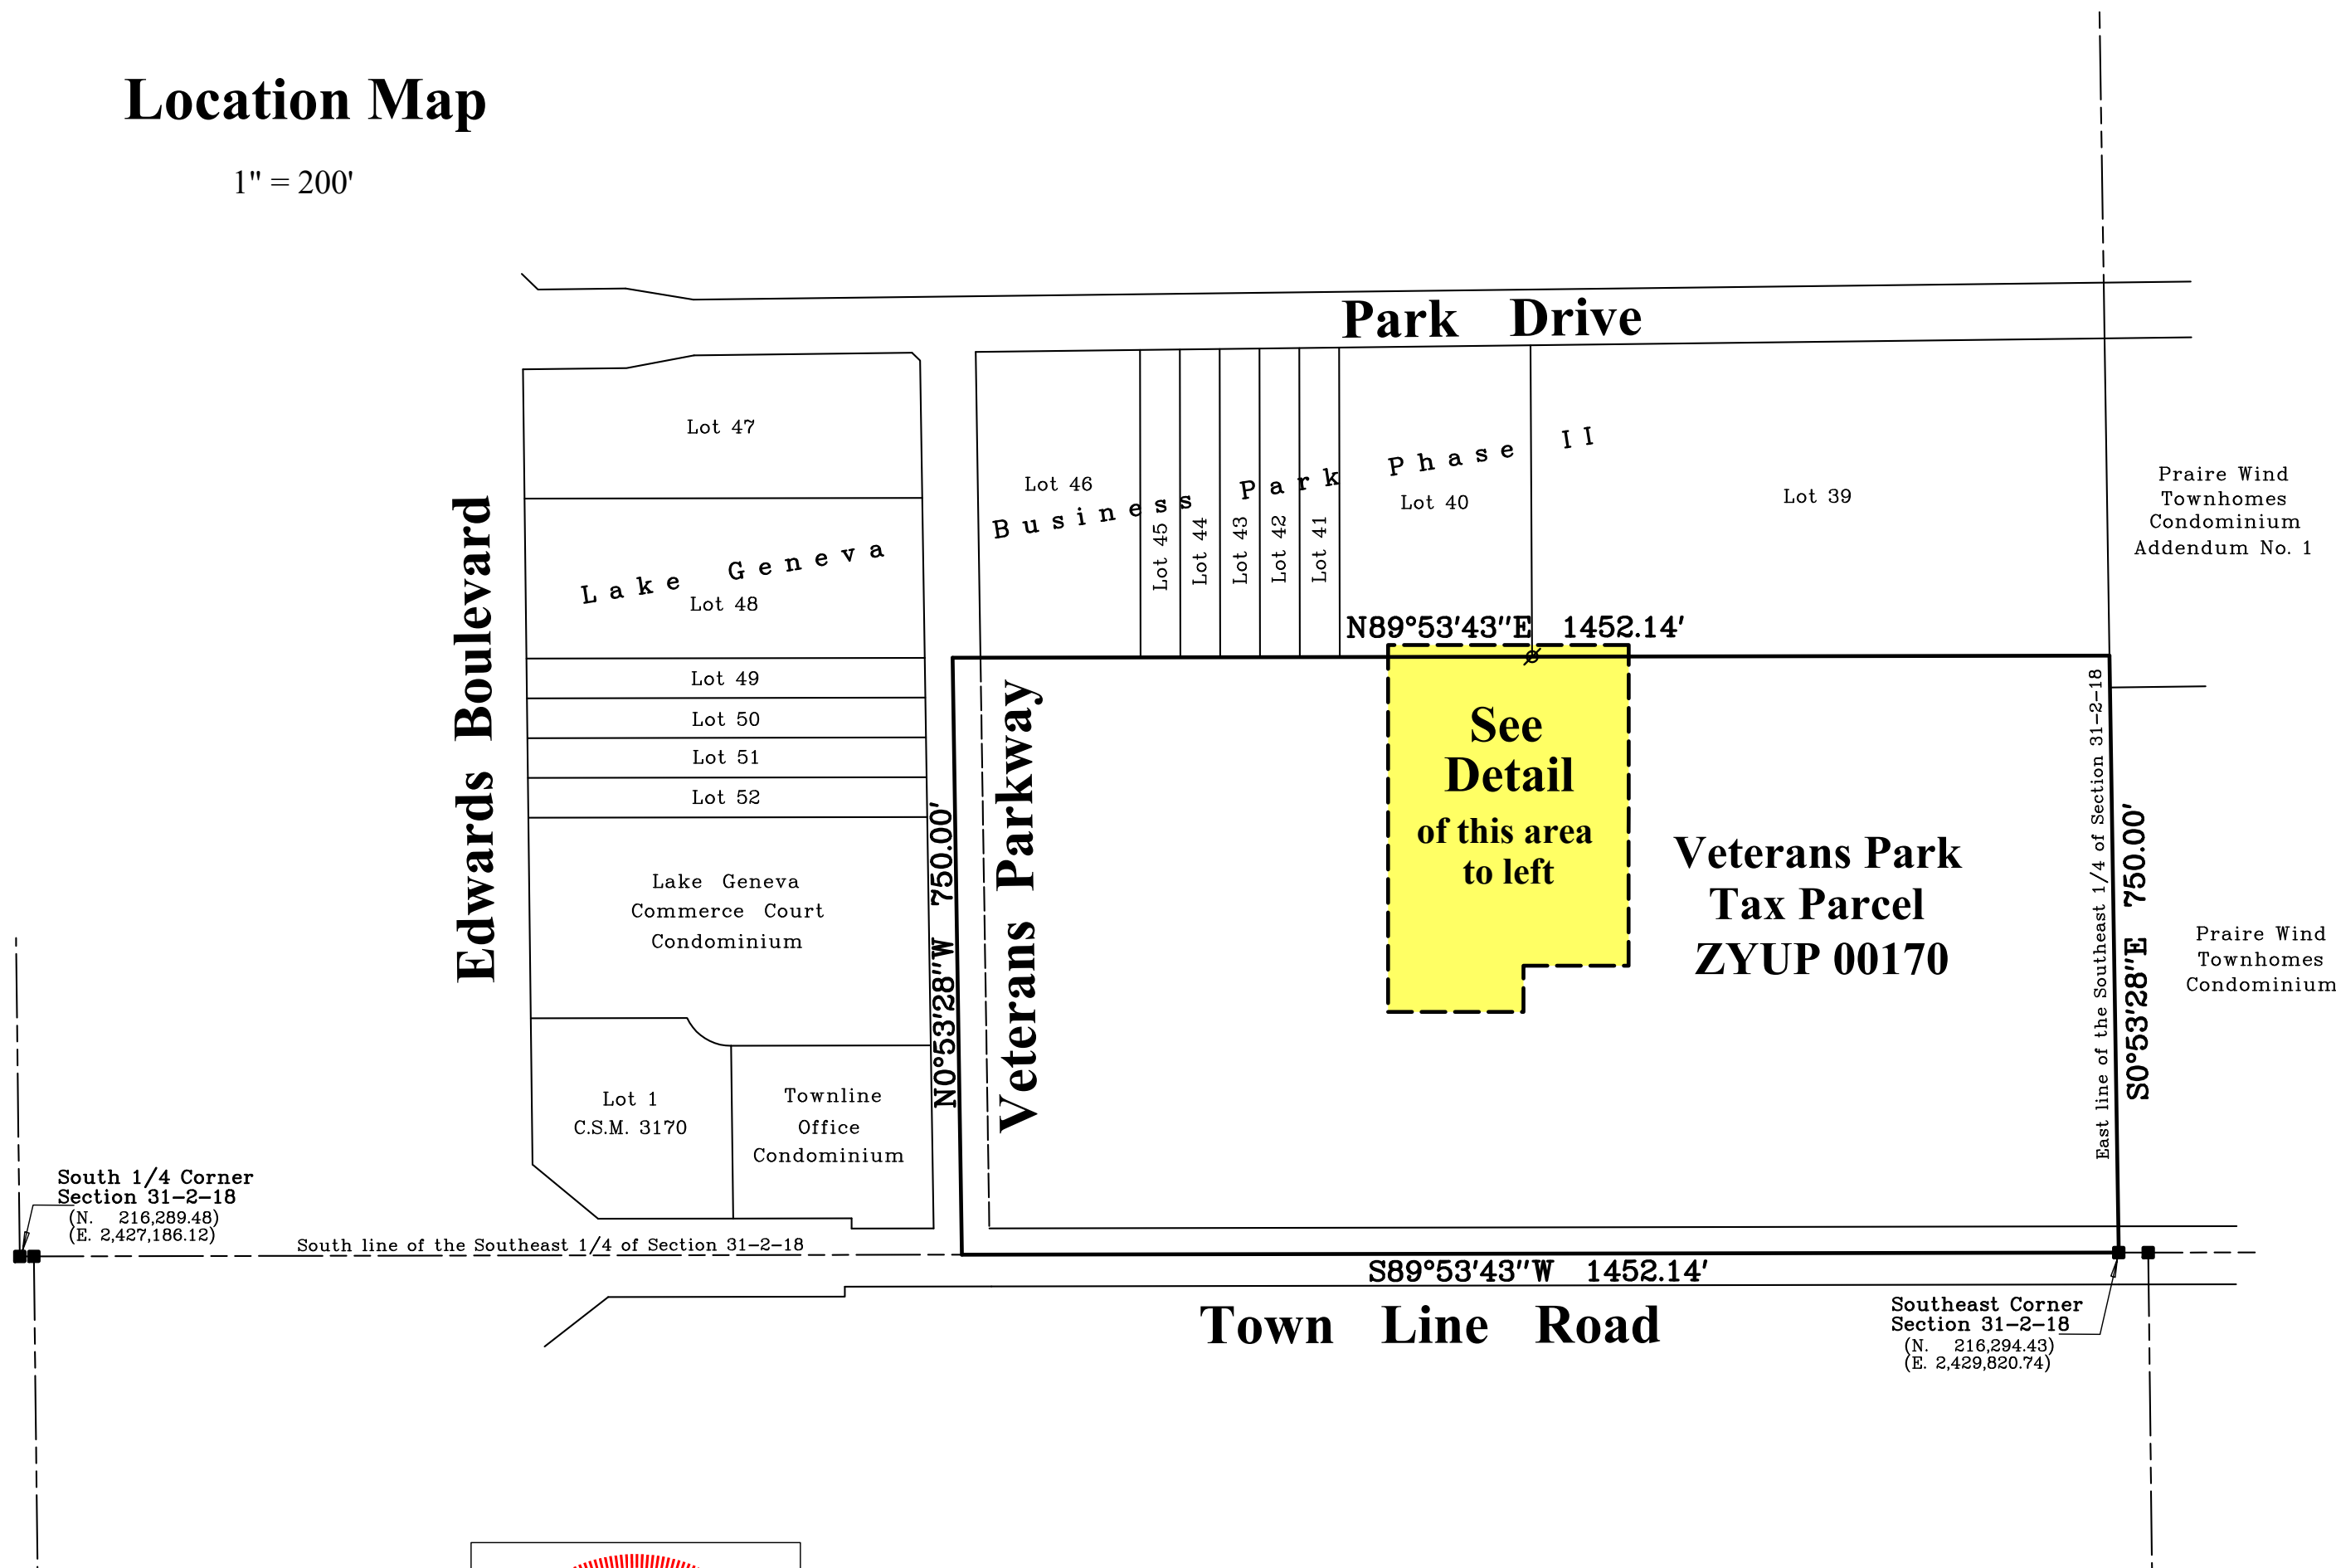 Location Map
1" = 200'
Park Drive
Lot 47
Lot 46
Lot 45
Lot 44
Lot 43
Lot 42
Lot 41
Lot 40
Lot 39
Lake Geneva Business Park Phase II
Praire Wind
Townhomes
Condominium
Addendum No. 1
Edwards Boulevard
Lot 48
Lot 49
Lot 50
Lot 51
Lot 52
Lake Geneva
Commerce Court
Condominium
Lot 1
C.S.M. 3170
Townline
Office
Condominium
N0°53'28"W 750.00'
Veterans Parkway
N89°53'43"E 1452.14'
See
Detail
of this area
to left
Veterans Park
Tax Parcel
ZYUP 00170
East line of the Southeast 1/4 of Section 31-2-18
S0°53'28"E 750.00'
Praire Wind
Townhomes
Condominium
South 1/4 Corner
Section 31-2-18
(N. 216,289.48)
(E. 2,427,186.12)
South line of the Southeast 1/4 of Section 31-2-18
S89°53'43"W 1452.14'
Town Line Road
Southeast Corner
Section 31-2-18
(N. 216,294.43)
(E. 2,429,820.74)